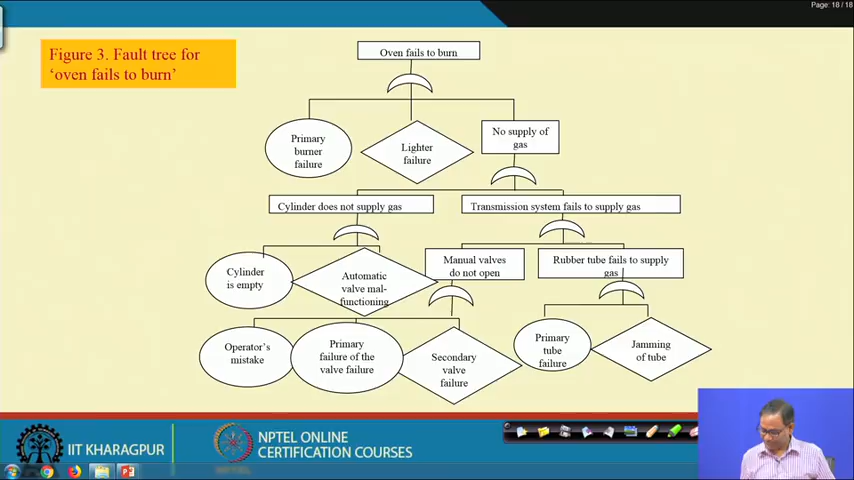 Page: 18 / 18
Figure 3. Fault tree for
‘oven fails to burn’
Oven fails to burn
Primary
burner
failure
Lighter
failure
No supply of
gas
Cylinder does not supply gas
Transmission system fails to supply gas
Cylinder
is empty
Automatic
valve mal-
functioning
Manual valves
do not open
Rubber tube fails to supply
gas
Operator's
mistake
Primary
failure of the
valve failure
Secondary
valve
failure
Primary
tube
failure
Jamming
of tube
IIT KHARAGPUR
NPTEL ONLINE
CERTIFICATION COURSES